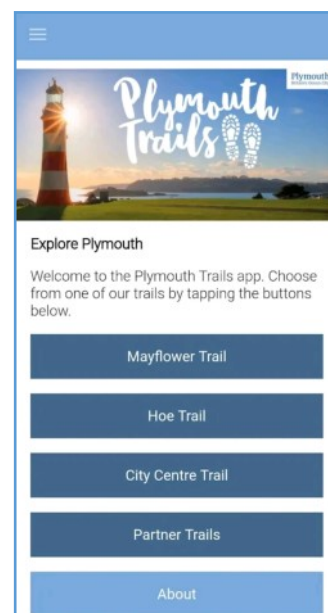 Plymouth
Plymouth
Trails
Explore Plymouth
Welcome to the Plymouth Trails app. Choose
from one of our trails by tapping the buttons
below.
Mayflower Trail
Hoe Trail
City Centre Trail
Partner Trails
About